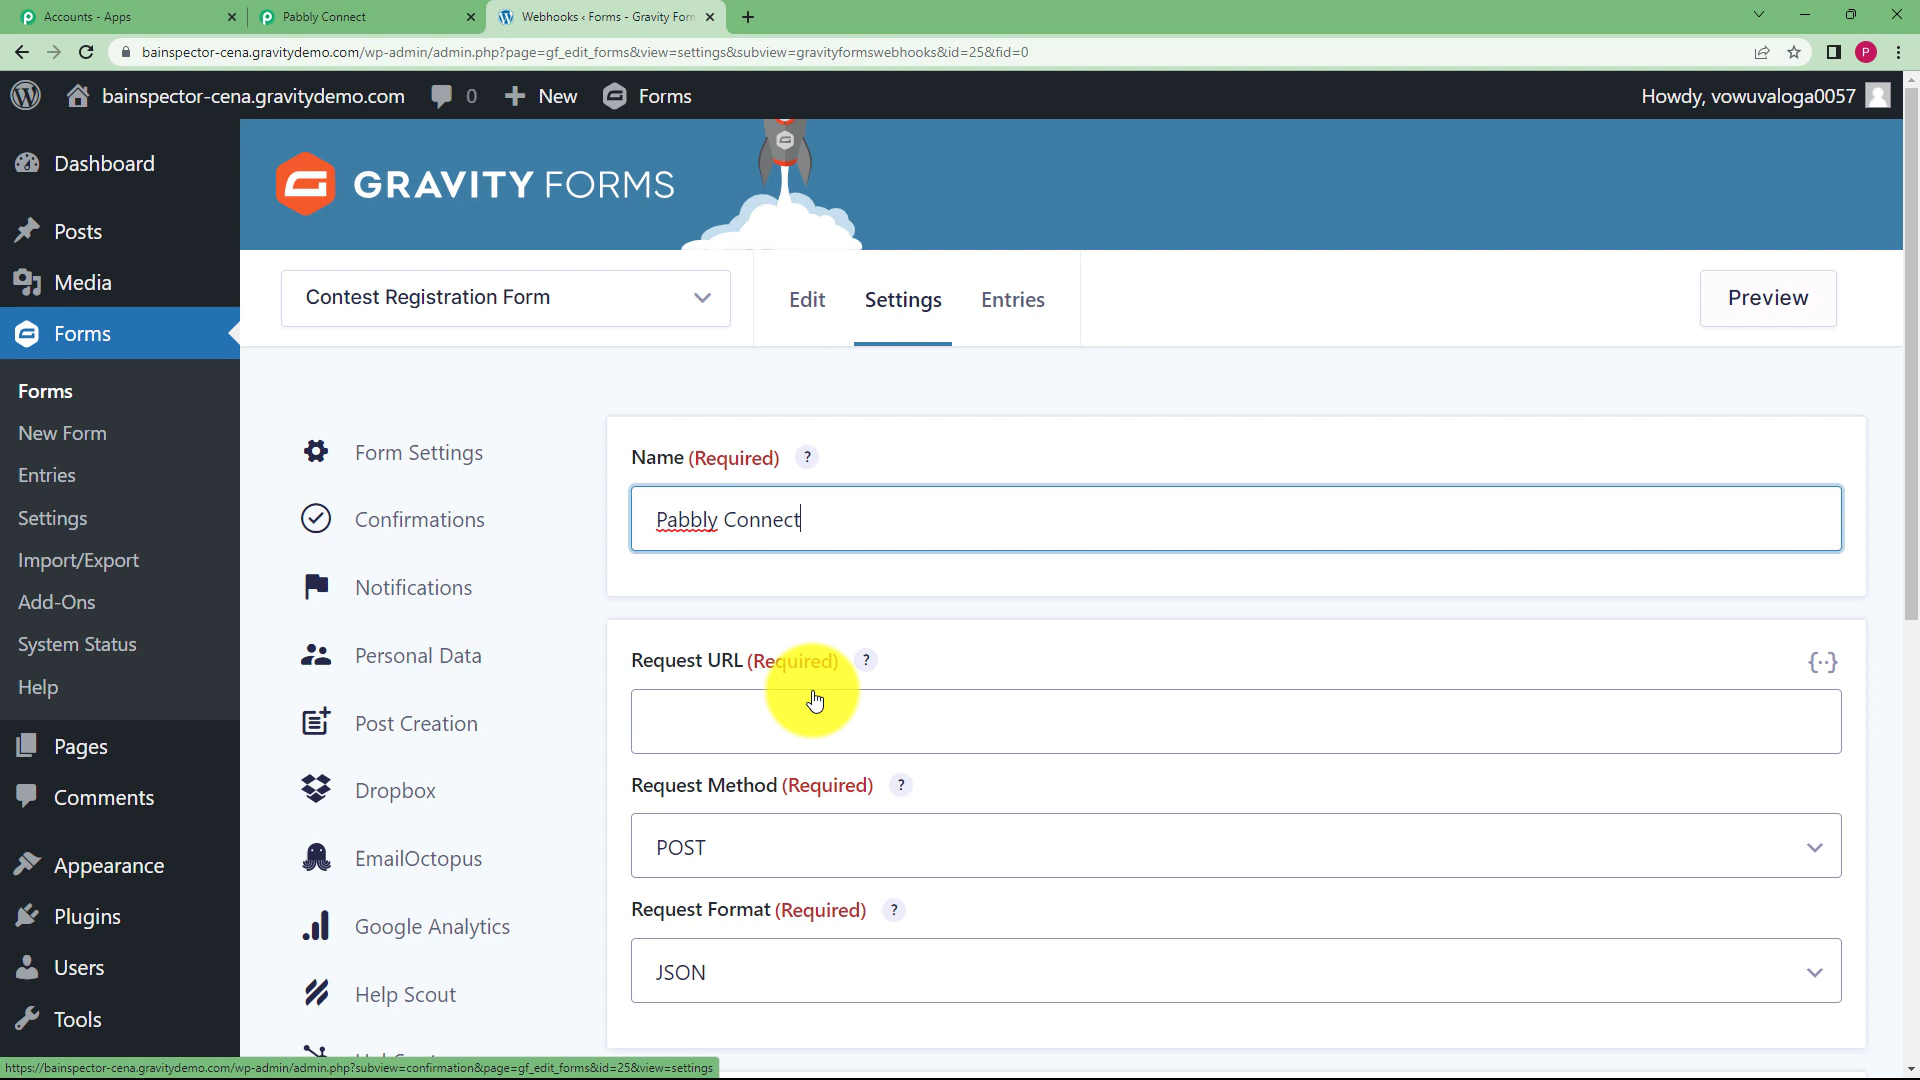 Accounts - Apps
Pabbly Connect
Webhooks ‹ Forms - Gravity Form
bainspector-cena.gravitydemo.com/wp-admin/admin.php?page=gf_edit_forms&view=settings&subview=gravityformswebhooks&id=25&fid=0
P
bainspector-cena.gravitydemo.com
0
New
Forms
Howdy, vowuvaloga0057
Dashboard
Posts
Media
Forms
Forms
New Form
Entries
Settings
Import/Export
Add-Ons
System Status
Help
Pages
Comments
Appearance
Plugins
Users
Tools
GRAVITY FORMS
Contest Registration Form
Edit
Settings
Entries
Preview
Form Settings
Confirmations
Notifications
Personal Data
Post Creation
Dropbox
EmailOctopus
Google Analytics
Help Scout
Name (Required) ?
Pabbly Connect
Request URL (Required) ?
Request Method (Required) ?
POST
Request Format (Required) ?
JSON
https://bainspector-cena.gravitydemo.com/wp-admin/admin.php?subview=confirmation&page=gf_edit_forms&id=25&view=settings